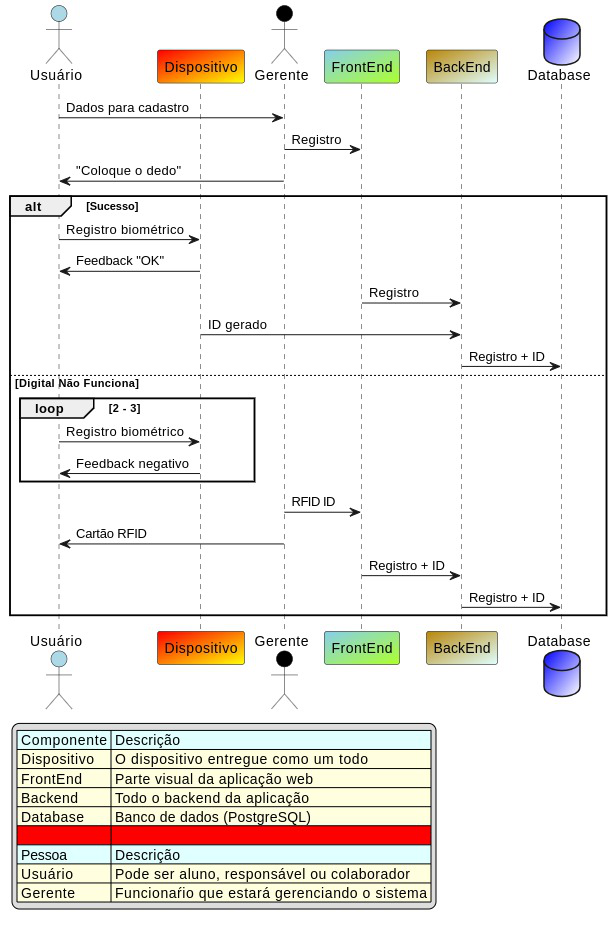 Usuário Dispositivo Gerente FrontEnd BackEnd Database
Dados para cadastro
Registro
"Coloque o dedo"
alt [Sucesso]
Registro biométrico
Feedback "OK"
Registro
ID gerado
Registro + ID
[Digital Não Funciona]
loop [2 - 3]
Registro biométrico
Feedback negativo
RFID ID
Cartão RFID
Registro + ID
Registro + ID
Usuário Dispositivo Gerente FrontEnd BackEnd Database
Componente Descrição
Dispositivo O dispositivo entregue como um todo
FrontEnd Parte visual da aplicação web
Backend Todo o backend da aplicação
Database Banco de dados (PostgreSQL)
Pessoa Descrição
Usuário Pode ser aluno, responsável ou colaborador
Gerente Funcionaŕio que estará gerenciando o sistema